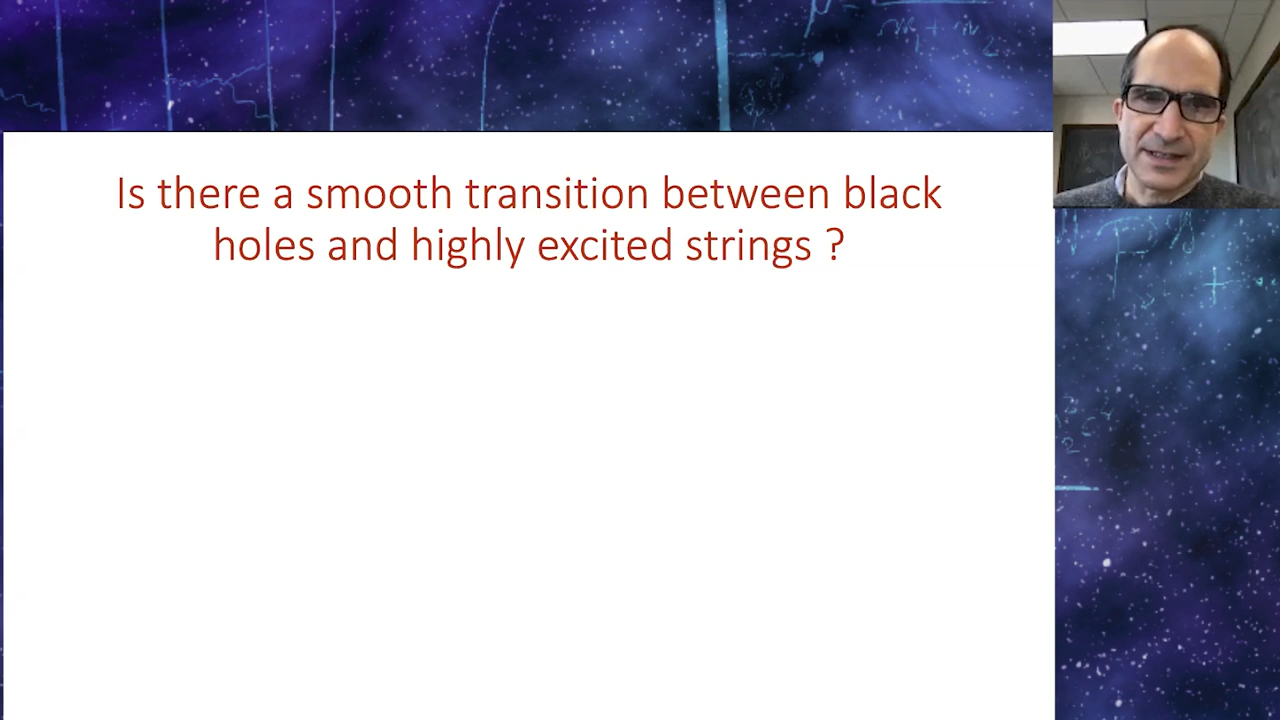 Is there a smooth transition between black
holes and highly excited strings ?